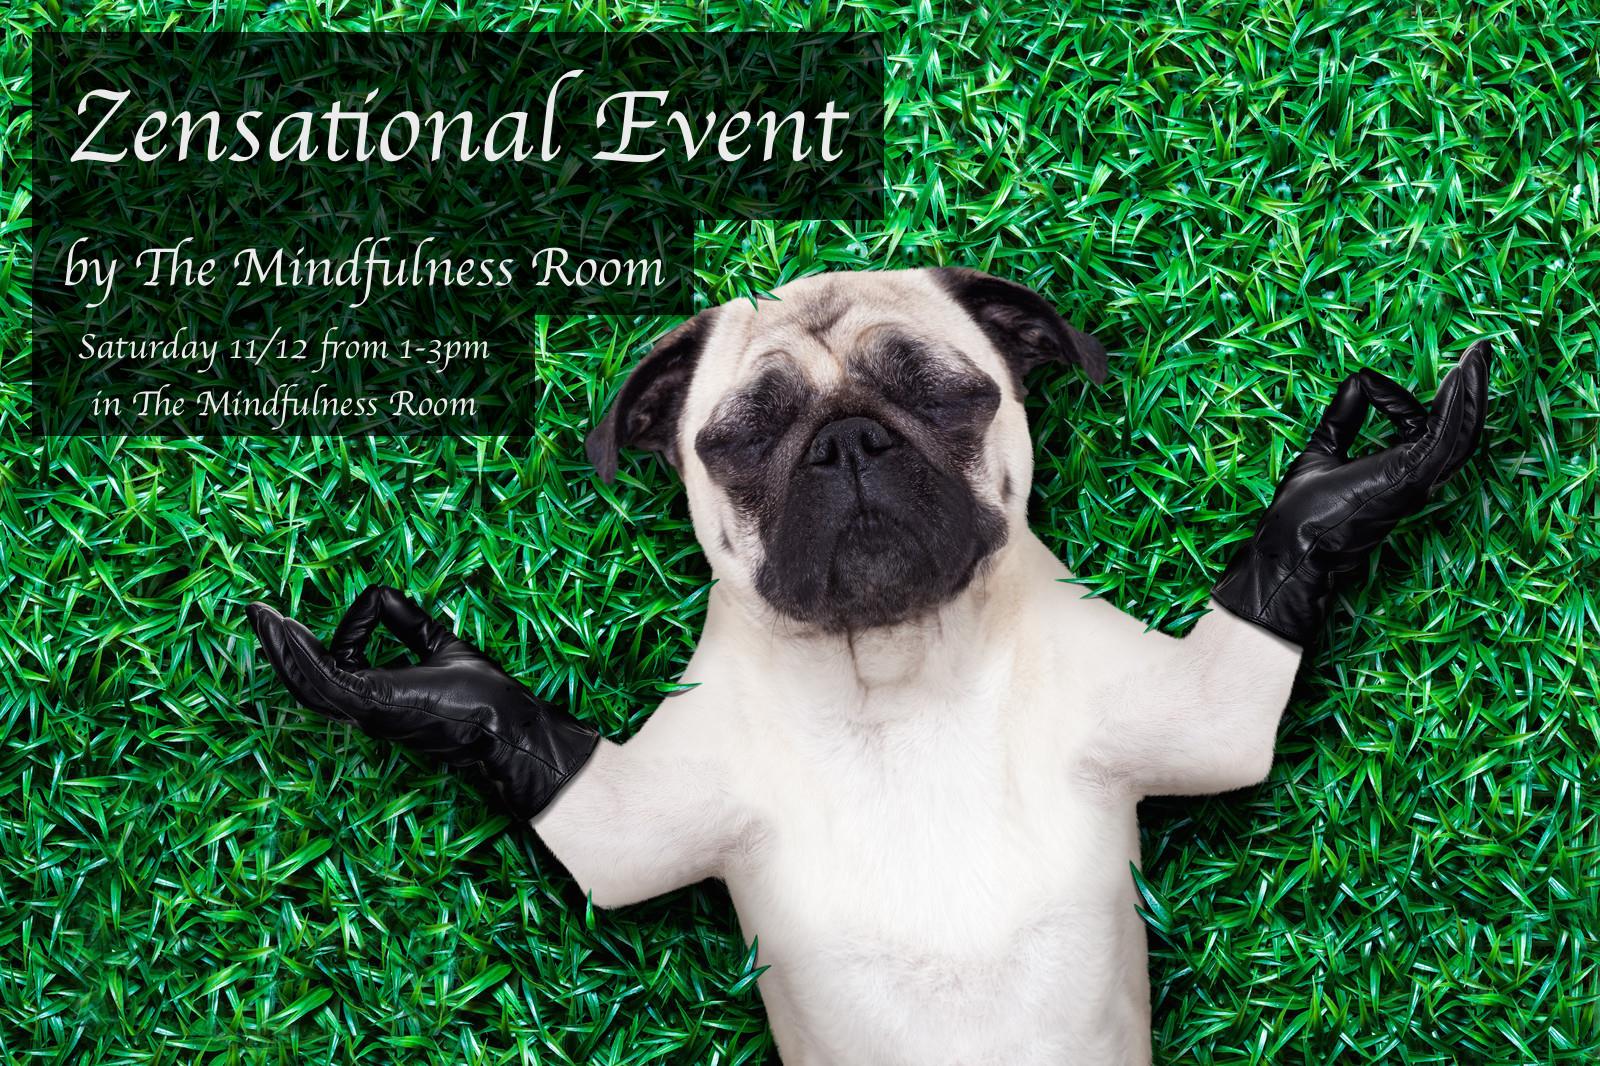 Zensational Event
by The Mindfulness Room
Saturday 11/12 from 1-3pm
in The Mindfulness Room